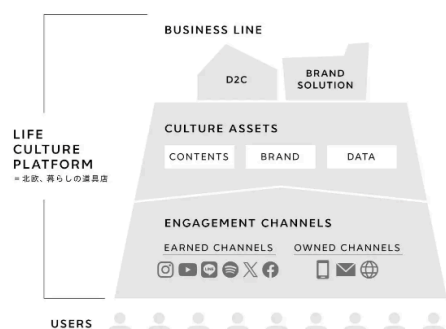 BUSINESS LINE
D2C
BRAND
SOLUTION
CULTURE ASSETS
CONTENTS BRAND DATA
LIFE
CULTURE
PLATFORM
=北欧、暮らしの道具店
ENGAGEMENT CHANNELS
EARNED CHANNELS OWNED CHANNELS
LINE
USERS